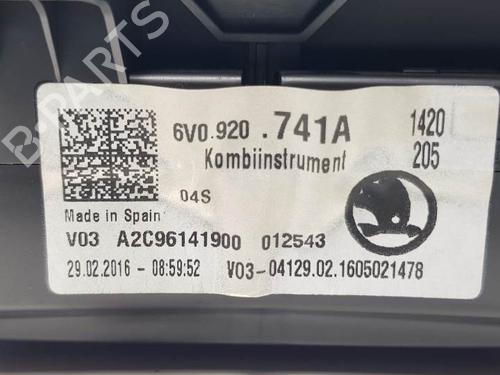 6V0.920 .741A 1420
Kombiinstrument 205
04S
Made in Spain
V03 A2C96141900 012543
29.02.2016 - 08:59:52 V03-04129.02.1605021478
B-PARTS